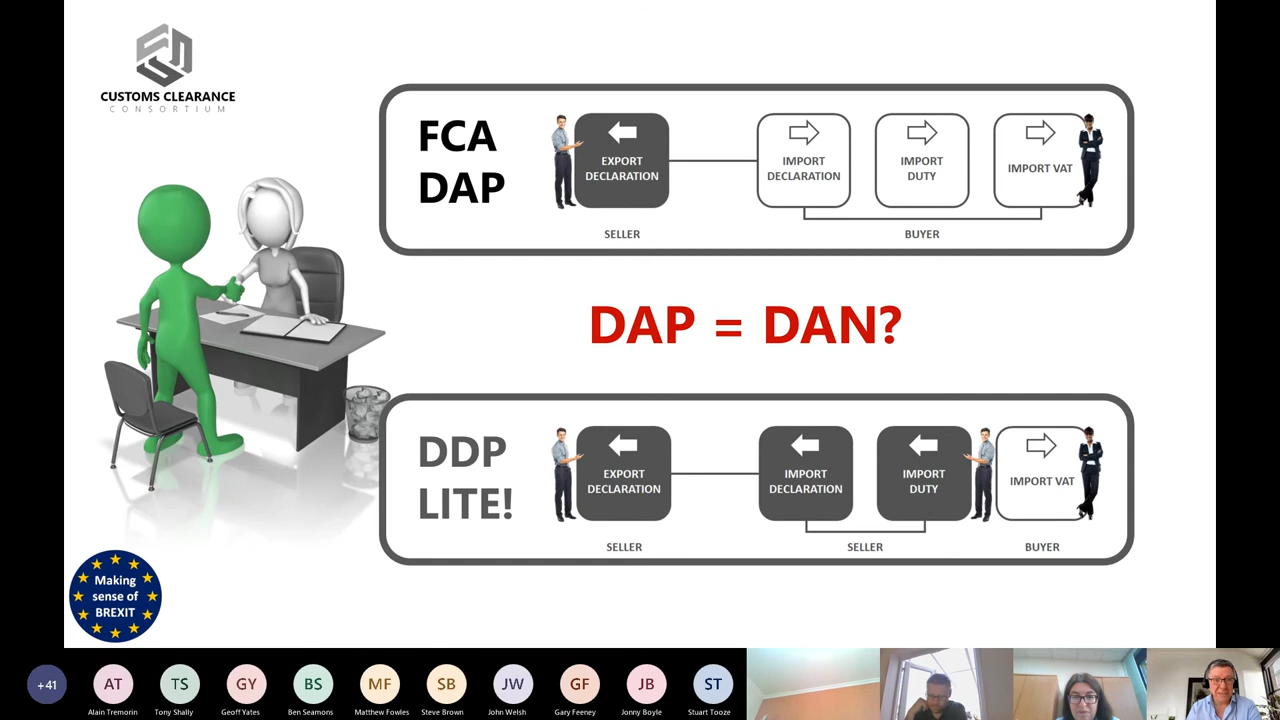 CUSTOMS CLEARANCE
CONSORTIUM
FCA
DAP
EXPORT
DECLARATION
IMPORT
DECLARATION
IMPORT
DUTY
IMPORT VAT
SELLER
BUYER
DAP = DAN?
DDP
LITE!
EXPORT
DECLARATION
IMPORT
DECLARATION
IMPORT
DUTY
IMPORT VAT
SELLER
SELLER
BUYER
Making
sense of
BREXIT
+41
AT
TS
GY
BS
MF
SB
JW
GF
JB
ST
Alain Tremorin
Tony Shally
Geoff Yates
Ben Seamons
Matthew Fowles
Steve Brown
John Welsh
Gary Feeney
Jonny Boyle
Stuart Tooze